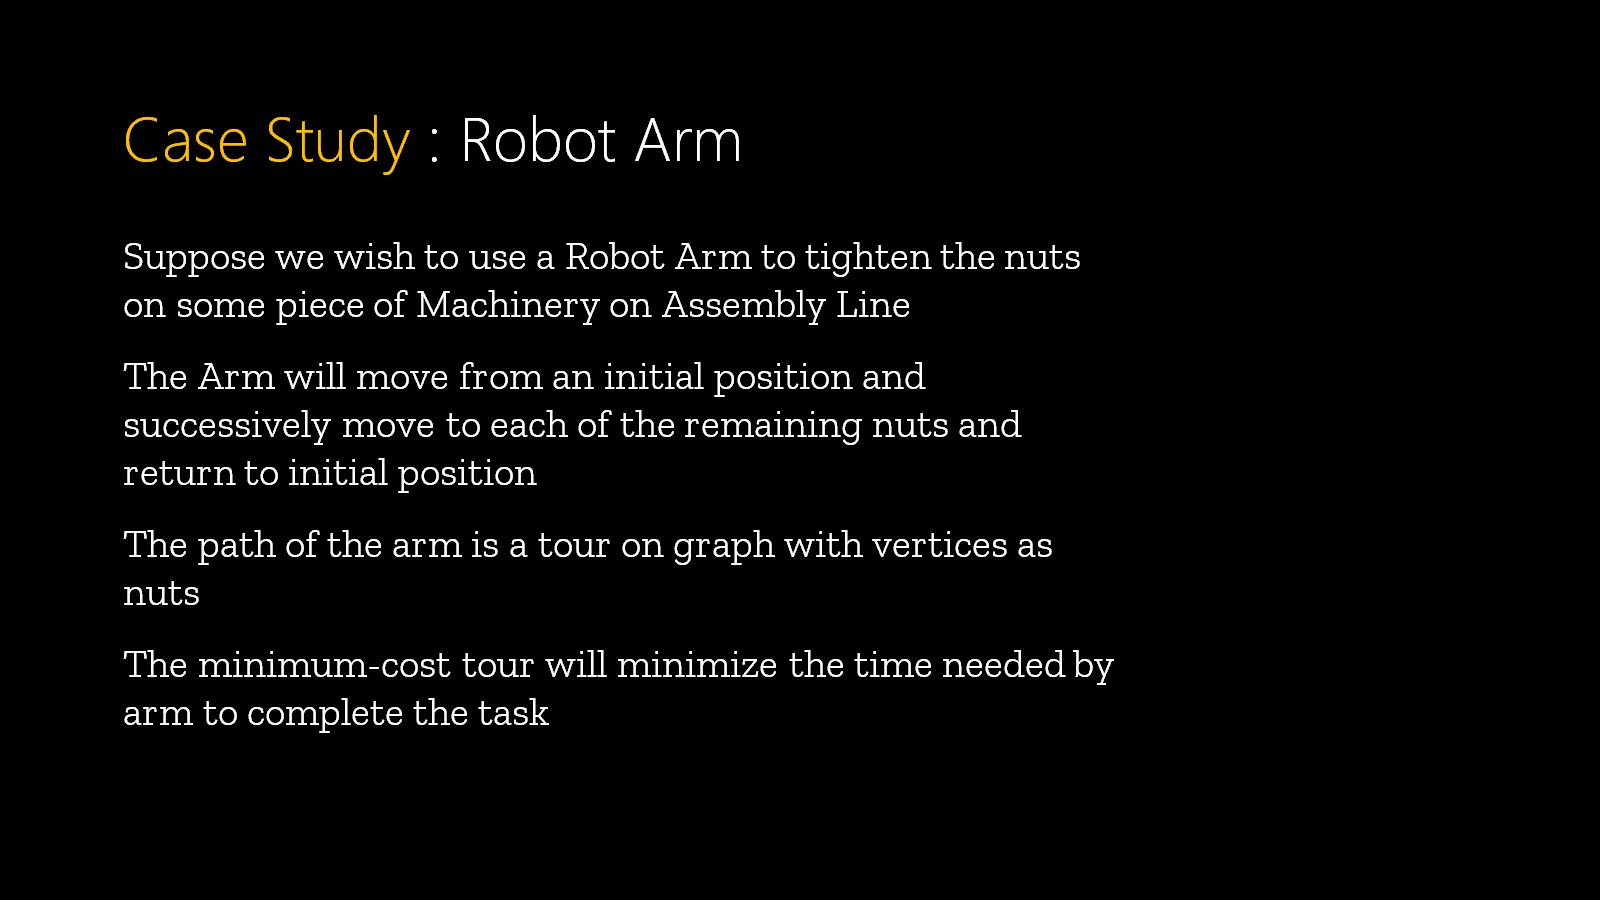 Case Study : Robot Arm
Suppose we wish to use a Robot Arm to tighten the nuts
on some piece of Machinery on Assembly Line
The Arm will move from an initial position and
successively move to each of the remaining nuts and
return to initial position
The path of the arm is a tour on graph with vertices as
nuts
The minimum-cost tour will minimize the time needed by
arm to complete the task